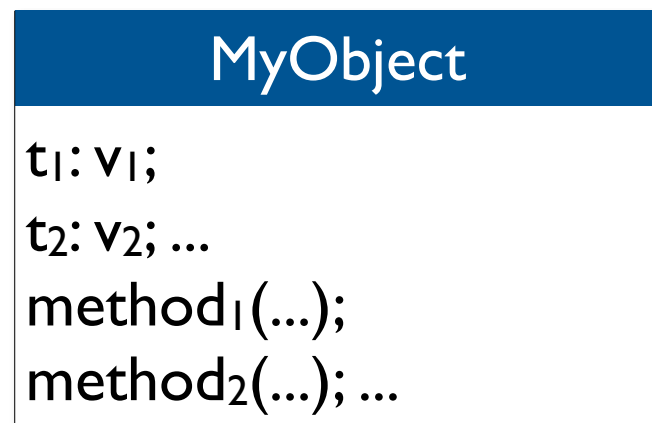 MyObject
t₁: v₁;
t₂: v₂; ...
method₁(...);
method₂(...); ...